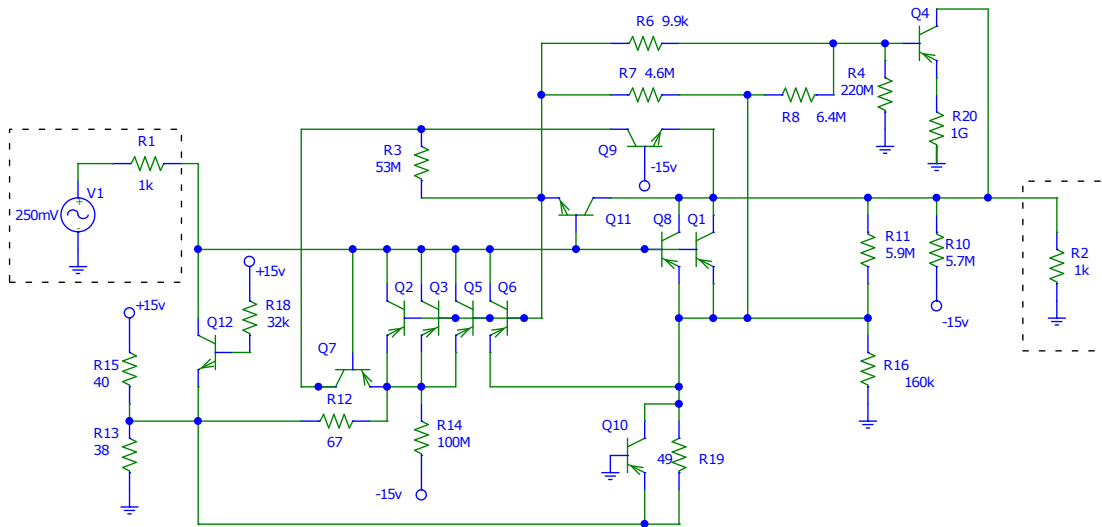 R6 9.9k
Q4
R7 4.6M
R4
220M
R8 6.4M
R20
1G
R1
1k
V1
250mV
R3
53M
Q9
-15v
Q11
Q8
Q1
R11
5.9M
R10
5.7M
R2
1k
-15v
+15v
R18
32k
Q2
Q3
Q5
Q6
+15v
Q12
Q7
R15
40
R12
67
R14
100M
R16
160k
R13
38
Q10
49
R19
-15v